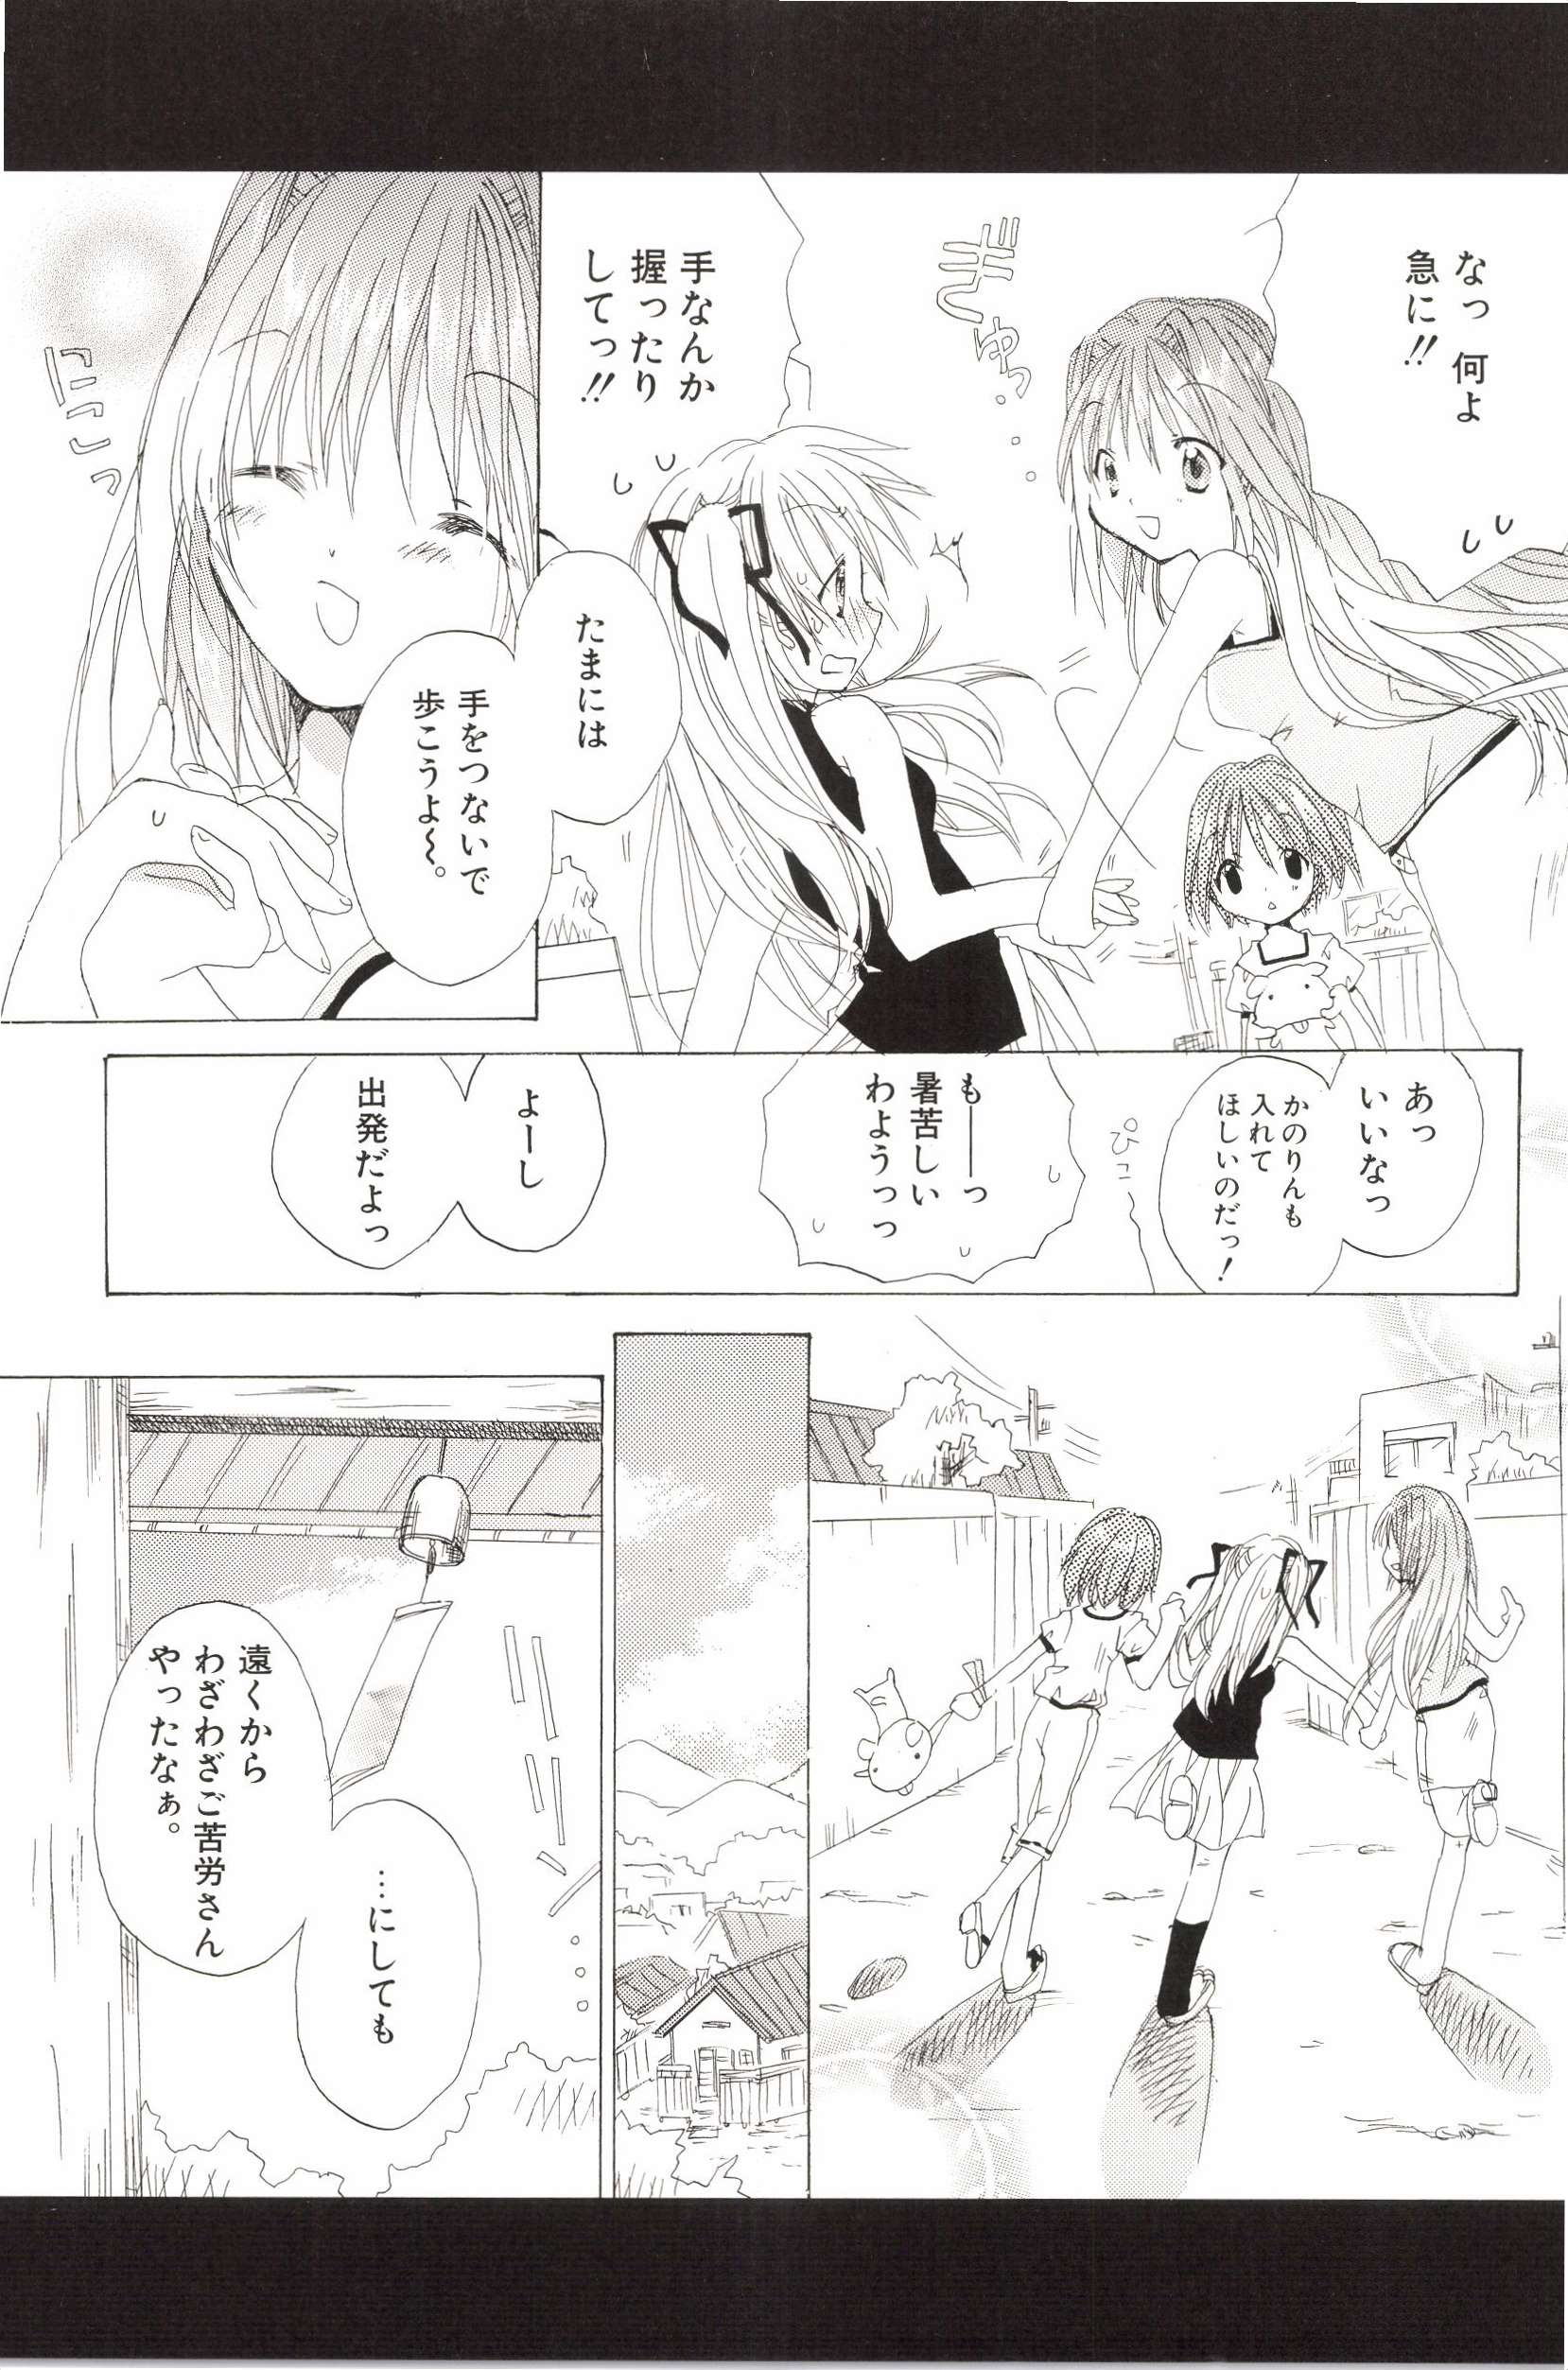 なっ 何よ
急に!!
ぎゅっ
手なんか
握ったり
してっ!!
たまには
手をつないで
歩こうよ〜。
にこっ
あっ
いいなっ
かのりんも
入れて
ほしいのだっ!
ぴこ〜
も――っ
暑苦しい
わようっっ
よーし
出発だよっ
…にしても
遠くから
わざわざご苦労さん
やったなぁ。